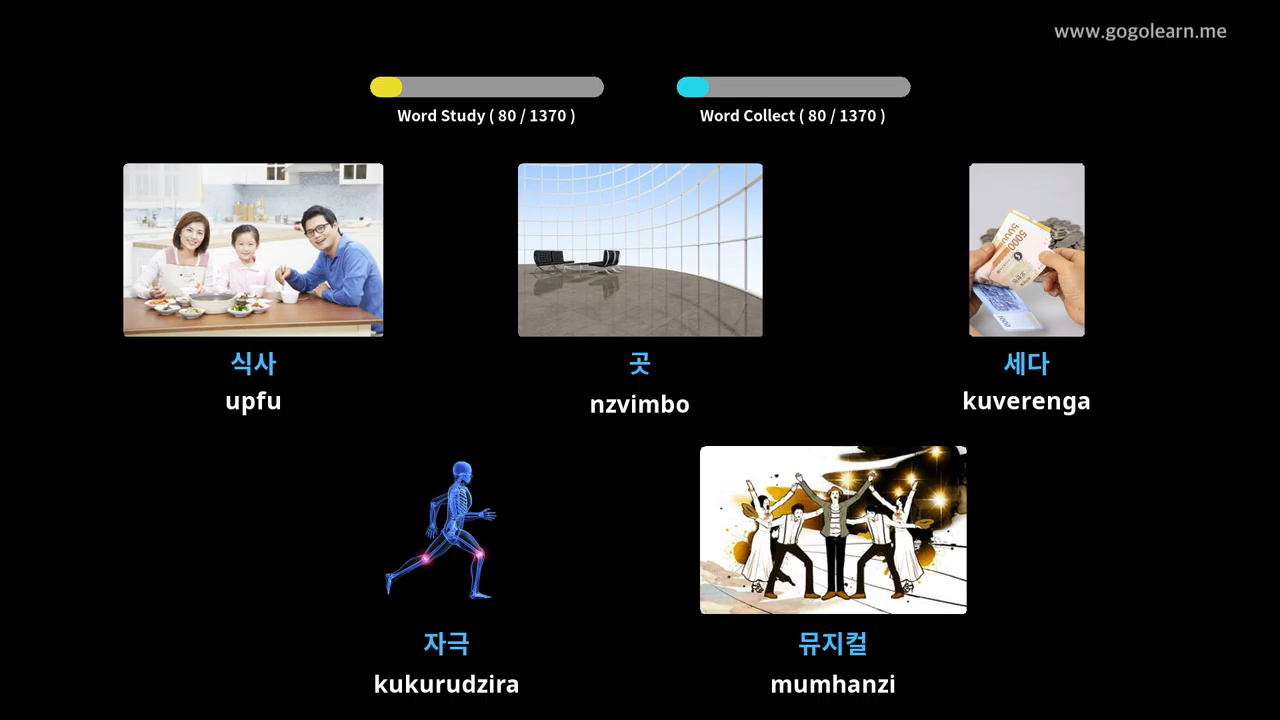 www.gogolearn.me
Word Study ( 80 / 1370 )
Word Collect ( 80 / 1370 )
식사
upfu
곳
nzvimbo
세다
kuverenga
자극
kukurudzira
뮤지컬
mumhanzi